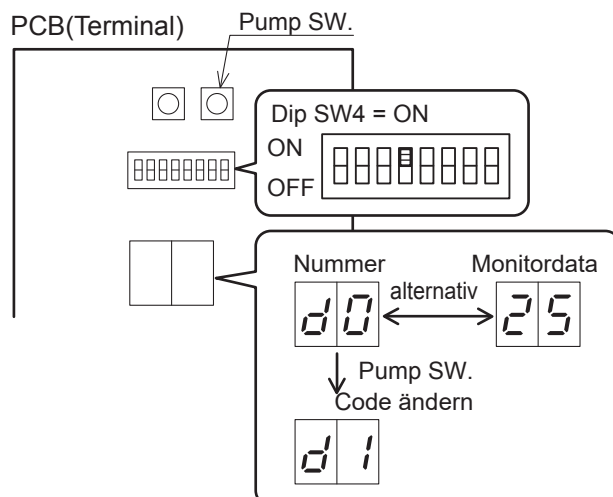 PCB(Terminal)
Pump SW.
Dip SW4 = ON
ON
OFF
Nummer
Monitordata
d0
alternativ
25
Pump SW.
Code ändern
d1